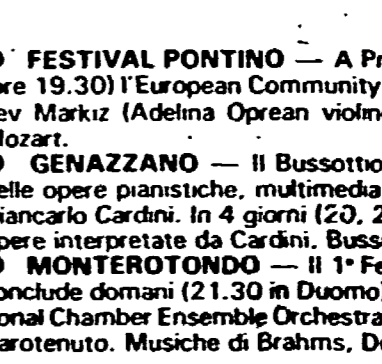 FESTIVAL PONTINO — A Pr
ore 19.30) l'European Community
ev Markiz (Adelina Oprean violin
Mozart.
GENAZZANO — Il Bussottio
elle opere pianistiche, multimedia
iancarlo Cardini. In 4 giorni (20, 2
pere interpretate da Cardini, Buss
MONTEROTONDO — Il 1° Fe
onclude domani (21.30 in Duomo)
onal Chamber Ensemble Orchestra
arotenuto. Musiche di Brahms, De